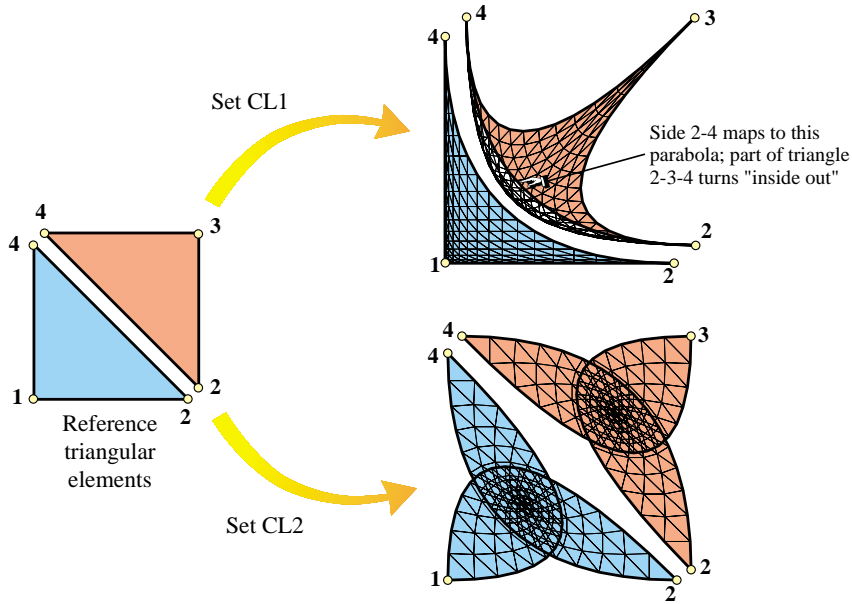 4
4
3
Set CL1
Side 2-4 maps to this
parabola; part of triangle
2-3-4 turns "inside out"
4
3
4
2
1
2
1
2
2
Reference
triangular
elements
4
3
4
Set CL2
2
1
2